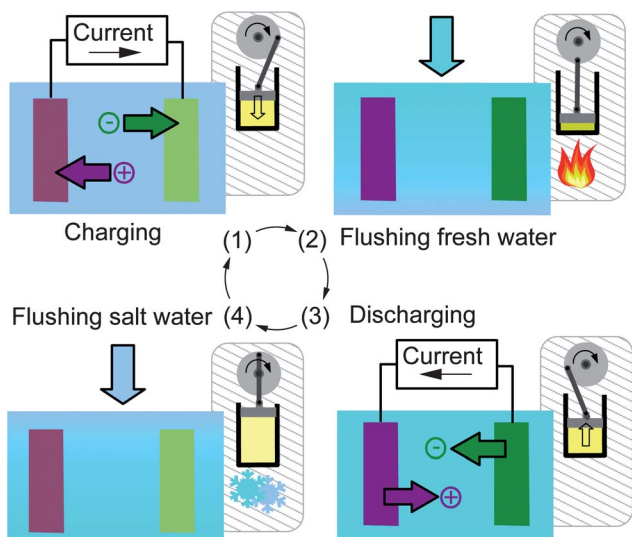 Current
⊖
⊕
Charging
(1)
(2)
Flushing fresh water
Flushing salt water
(4)
(3)
Discharging
Current
⊖
⊕